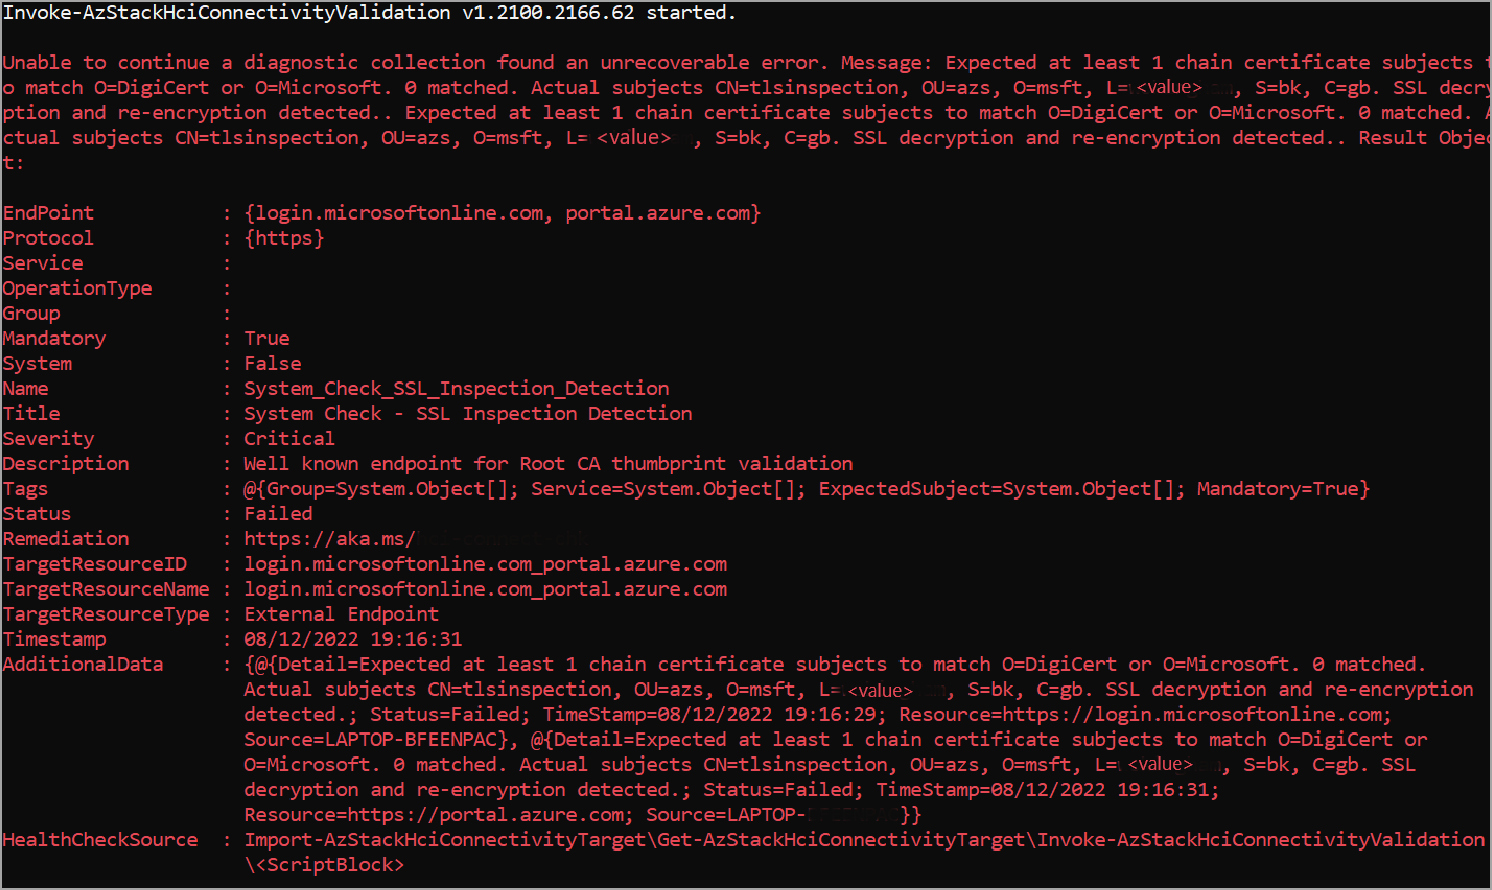 Invoke-AzStackHciConnectivityValidation v1.2100.2166.62 started.
Unable to continue a diagnostic collection found an unrecoverable error. Message: Expected at least 1 chain certificate subjects t
o match O=DigiCert or O=Microsoft. 0 matched. Actual subjects CN=tlsinspection, OU=azs, O=msft, L=<value>, S=bk, C=gb. SSL decry
ption and re-encryption detected.. Expected at least 1 chain certificate subjects to match O=DigiCert or O=Microsoft. 0 matched. A
ctual subjects CN=tlsinspection, OU=azs, O=msft, L= <value> , S=bk, C=gb. SSL decryption and re-encryption detected.. Result Objec
t:
EndPoint : {login.microsoftonline.com, portal.azure.com}
Protocol : {https}
Service :
OperationType :
Group :
Mandatory : True
System : False
Name : System_Check_SSL_Inspection_Detection
Title : System Check - SSL Inspection Detection
Severity : Critical
Description : Well known endpoint for Root CA thumbprint validation
Tags : @{Group=System.Object[]; Service=System.Object[]; ExpectedSubject=System.Object[]; Mandatory=True}
Status : Failed
Remediation : https://aka.ms/
TargetResourceID : login.microsoftonline.com_portal.azure.com
TargetResourceName : login.microsoftonline.com_portal.azure.com
TargetResourceType : External Endpoint
Timestamp : 08/12/2022 19:16:31
AdditionalData : {@{Detail=Expected at least 1 chain certificate subjects to match O=DigiCert or O=Microsoft. 0 matched.
Actual subjects CN=tlsinspection, OU=azs, O=msft, L=<value> , S=bk, C=gb. SSL decryption and re-encryption
detected.; Status=Failed; TimeStamp=08/12/2022 19:16:29; Resource=https://login.microsoftonline.com;
Source=LAPTOP-BFEENPAC}, @{Detail=Expected at least 1 chain certificate subjects to match O=DigiCert or
O=Microsoft. 0 matched. Actual subjects CN=tlsinspection, OU=azs, O=msft, L= <value> , S=bk, C=gb. SSL
decryption and re-encryption detected.; Status=Failed; TimeStamp=08/12/2022 19:16:31;
Resource=https://portal.azure.com; Source=LAPTOP- }}
HealthCheckSource : Import-AzStackHciConnectivityTarget\Get-AzStackHciConnectivityTarget\Invoke-AzStackHciConnectivityValidation
\<ScriptBlock>